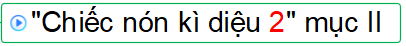 "Chiếc nón kì diệu 2" mục II